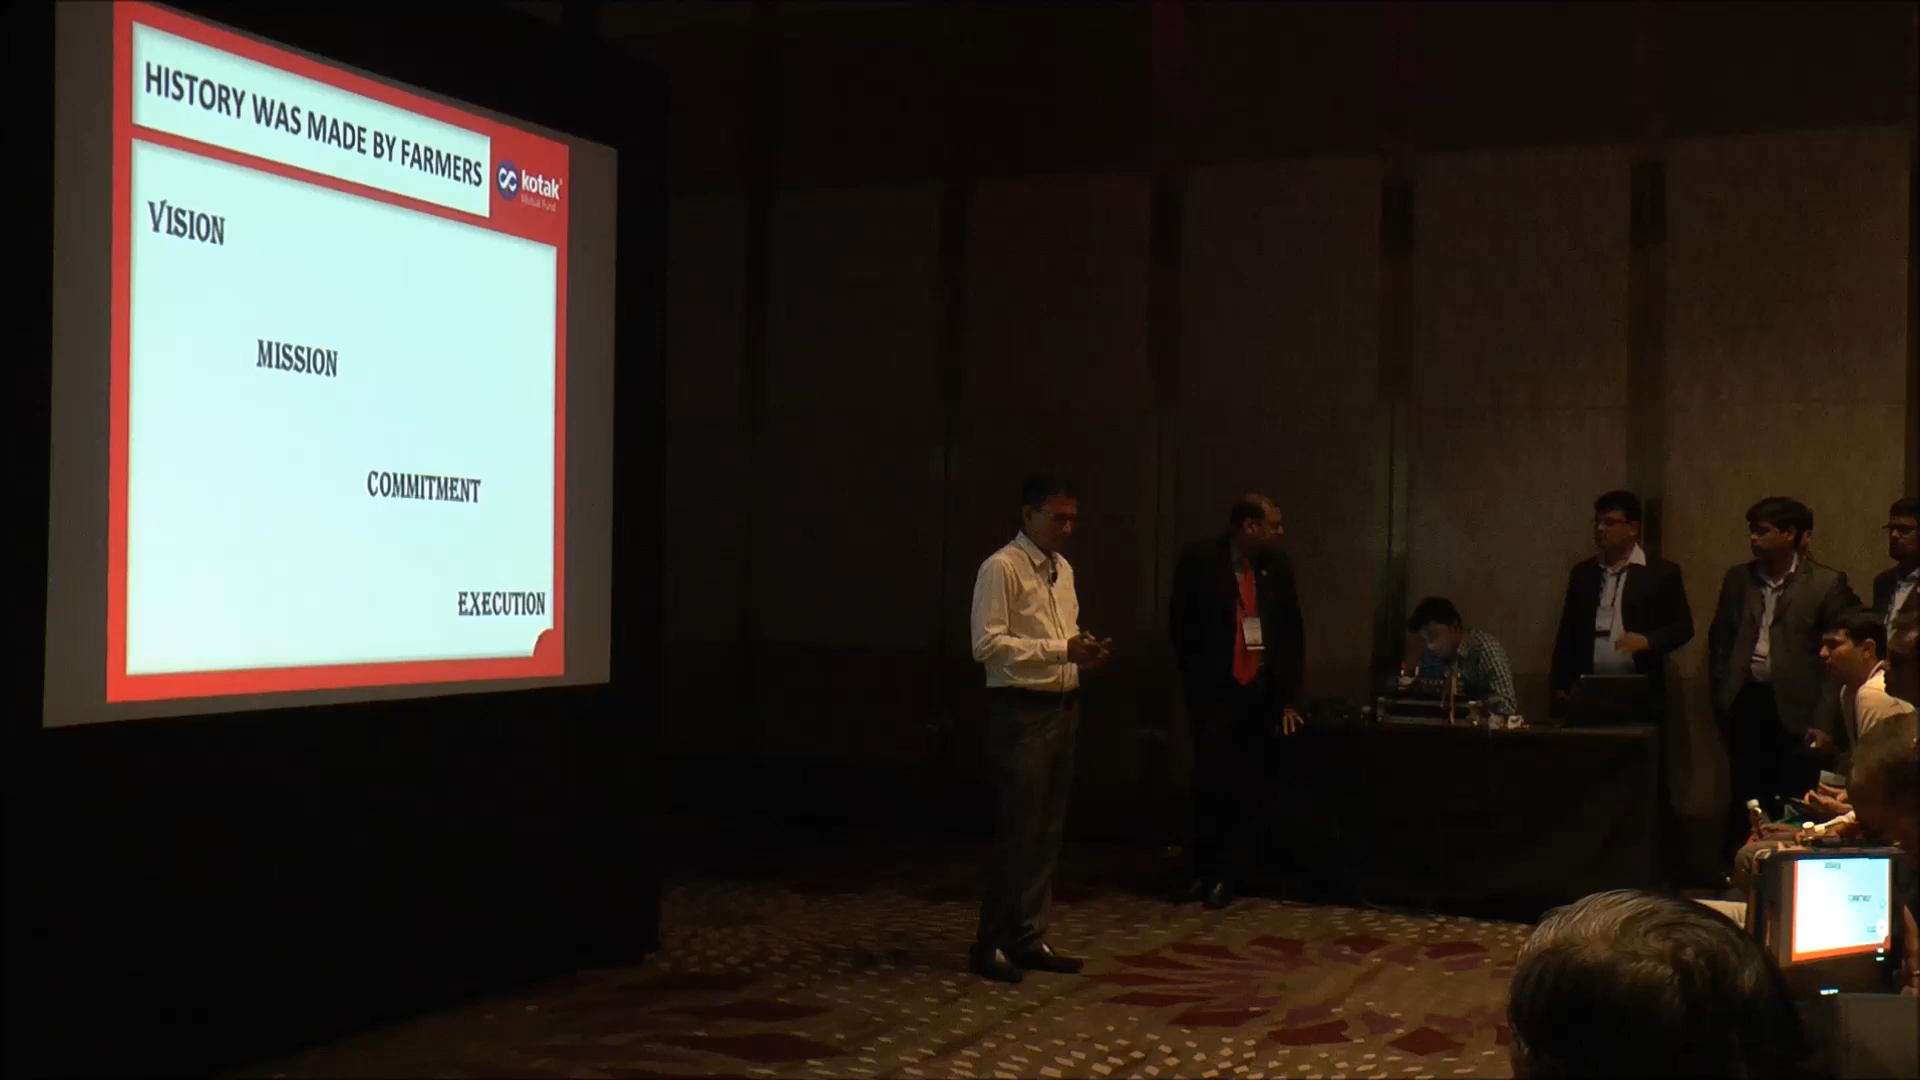 HISTORY WAS MADE BY FARMERS
kotak
Mutual Fund
VISION
MISSION
COMMITMENT
EXECUTION